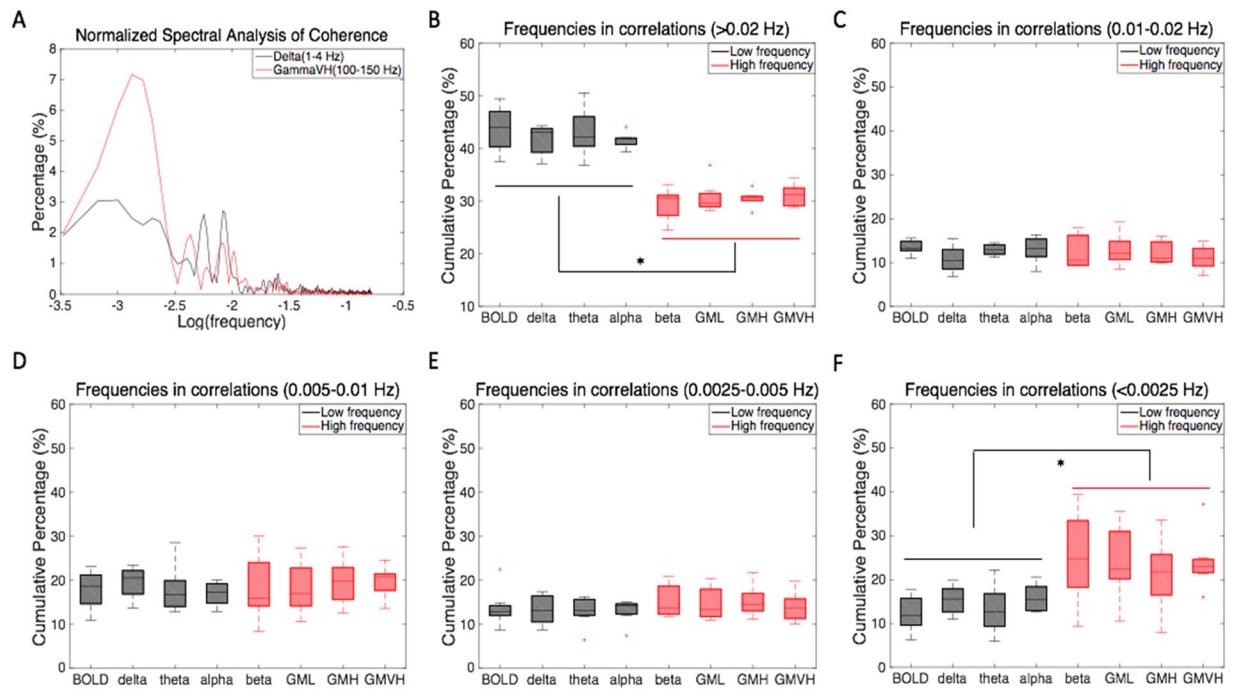 A
Normalized Spectral Analysis of Coherence
Delta(1-4 Hz)
GammaVH(100-150 Hz)
Percentage (%)
8
7
6
5
4
3
2
1
0
-3.5 -3 -2.5 -2 -1.5 -1 -0.5
Log(frequency)
B
Frequencies in correlations (>0.02 Hz)
Low frequency
High frequency
Cumulative Percentage (%)
60
50
40
30
20
10
*
BOLD delta theta alpha beta GML GMH GMVH
C
Frequencies in correlations (0.01-0.02 Hz)
Low frequency
High frequency
Cumulative Percentage (%)
60
50
40
30
20
10
0
BOLD delta theta alpha beta GML GMH GMVH
D
Frequencies in correlations (0.005-0.01 Hz)
Low frequency
High frequency
Cumulative Percentage (%)
60
50
40
30
20
10
0
BOLD delta theta alpha beta GML GMH GMVH
E
Frequencies in correlations (0.0025-0.005 Hz)
Low frequency
High frequency
Cumulative Percentage (%)
60
50
40
30
20
10
0
BOLD delta theta alpha beta GML GMH GMVH
F
Frequencies in correlations (<0.0025 Hz)
Low frequency
High frequency
Cumulative Percentage (%)
60
50
40
30
20
10
0
*
BOLD delta theta alpha beta GML GMH GMVH